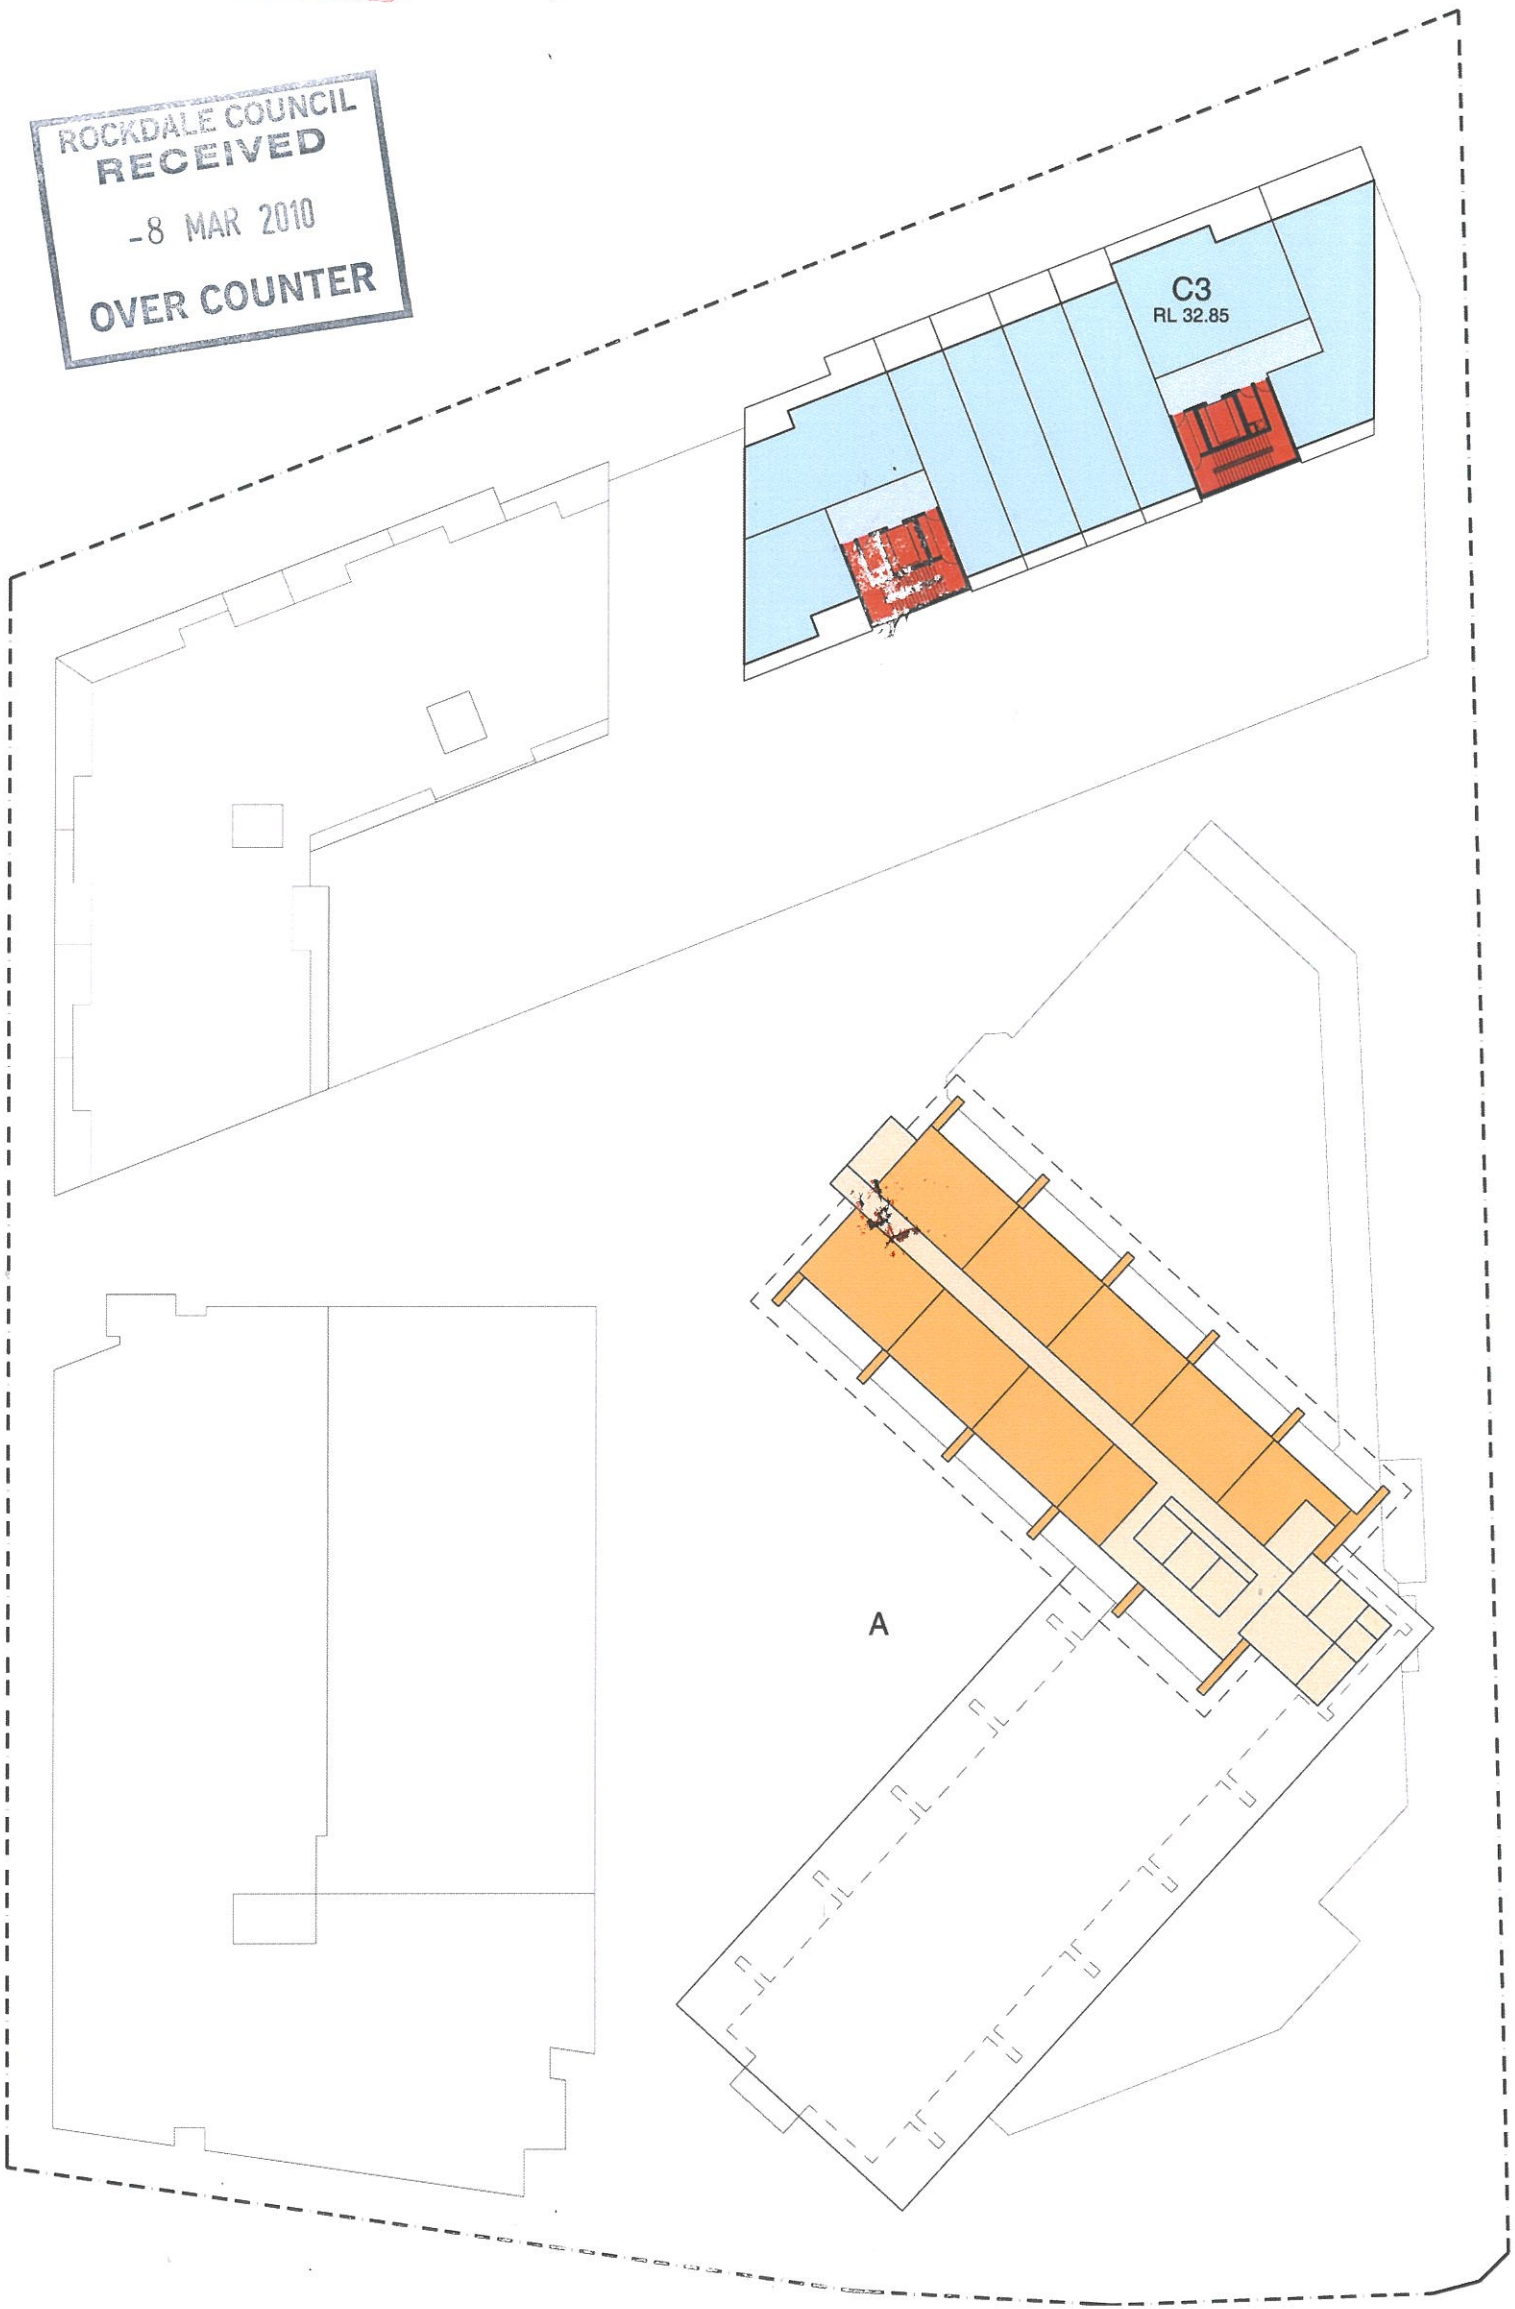 ROCKDALE COUNCIL
RECEIVED
-8 MAR 2010
OVER COUNTER
C3
RL 32.85
A